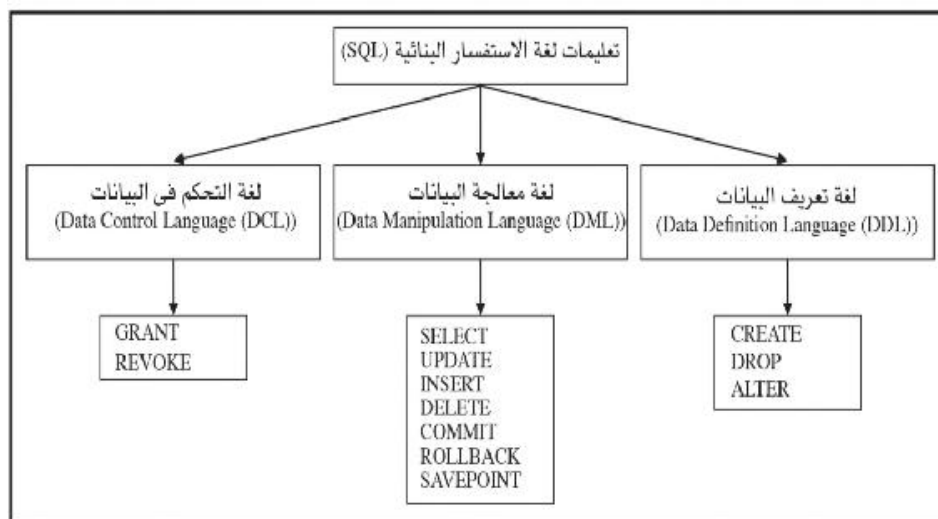 تعليمات لغة الاستفسار البنائية (SQL)
لغة تعريف البيانات
(Data Definition Language (DDL))
CREATE
DROP
ALTER
لغة معالجة البيانات
(Data Manipulation Language (DML))
SELECT
UPDATE
INSERT
DELETE
COMMIT
ROLLBACK
SAVEPOINT
لغة التحكم في البيانات
(Data Control Language (DCL))
GRANT
REVOKE